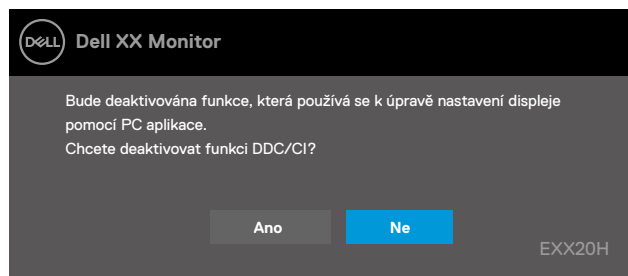 DELL
Dell XX Monitor
Bude deaktivována funkce, která používá se k úpravě nastavení displeje
pomocí PC aplikace.
Chcete deaktivovat funkci DDC/CI?
Ano
Ne
EXX20H